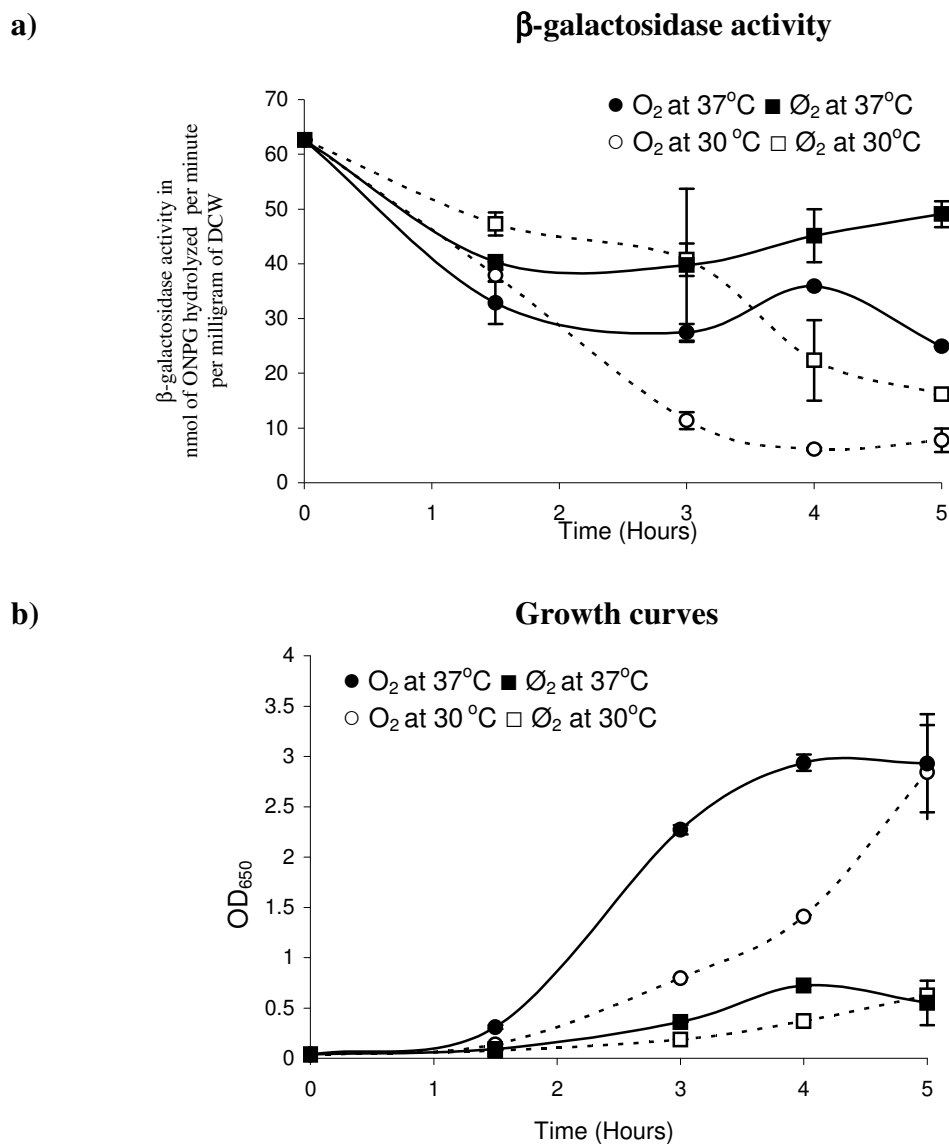 a)
β-galactosidase activity
● O₂ at 37°C ■ Ø₂ at 37°C
○ O₂ at 30 °C □ Ø₂ at 30°C
β-galactosidase activity in
nmol of ONPG hydrolyzed per minute
per milligram of DCW
70
60
50
40
30
20
10
0
0 1 2 3 4 5
Time (Hours)
b)
Growth curves
● O₂ at 37°C ■ Ø₂ at 37°C
○ O₂ at 30 °C □ Ø₂ at 30°C
OD₆₅₀
4
3.5
3
2.5
2
1.5
1
0.5
0
0 1 2 3 4 5
Time (Hours)